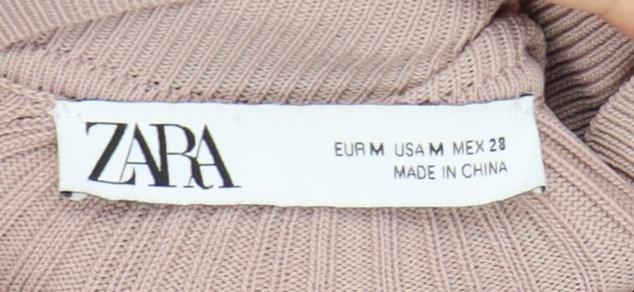 ZARA
EUR M USA M MEX 28
MADE IN CHINA